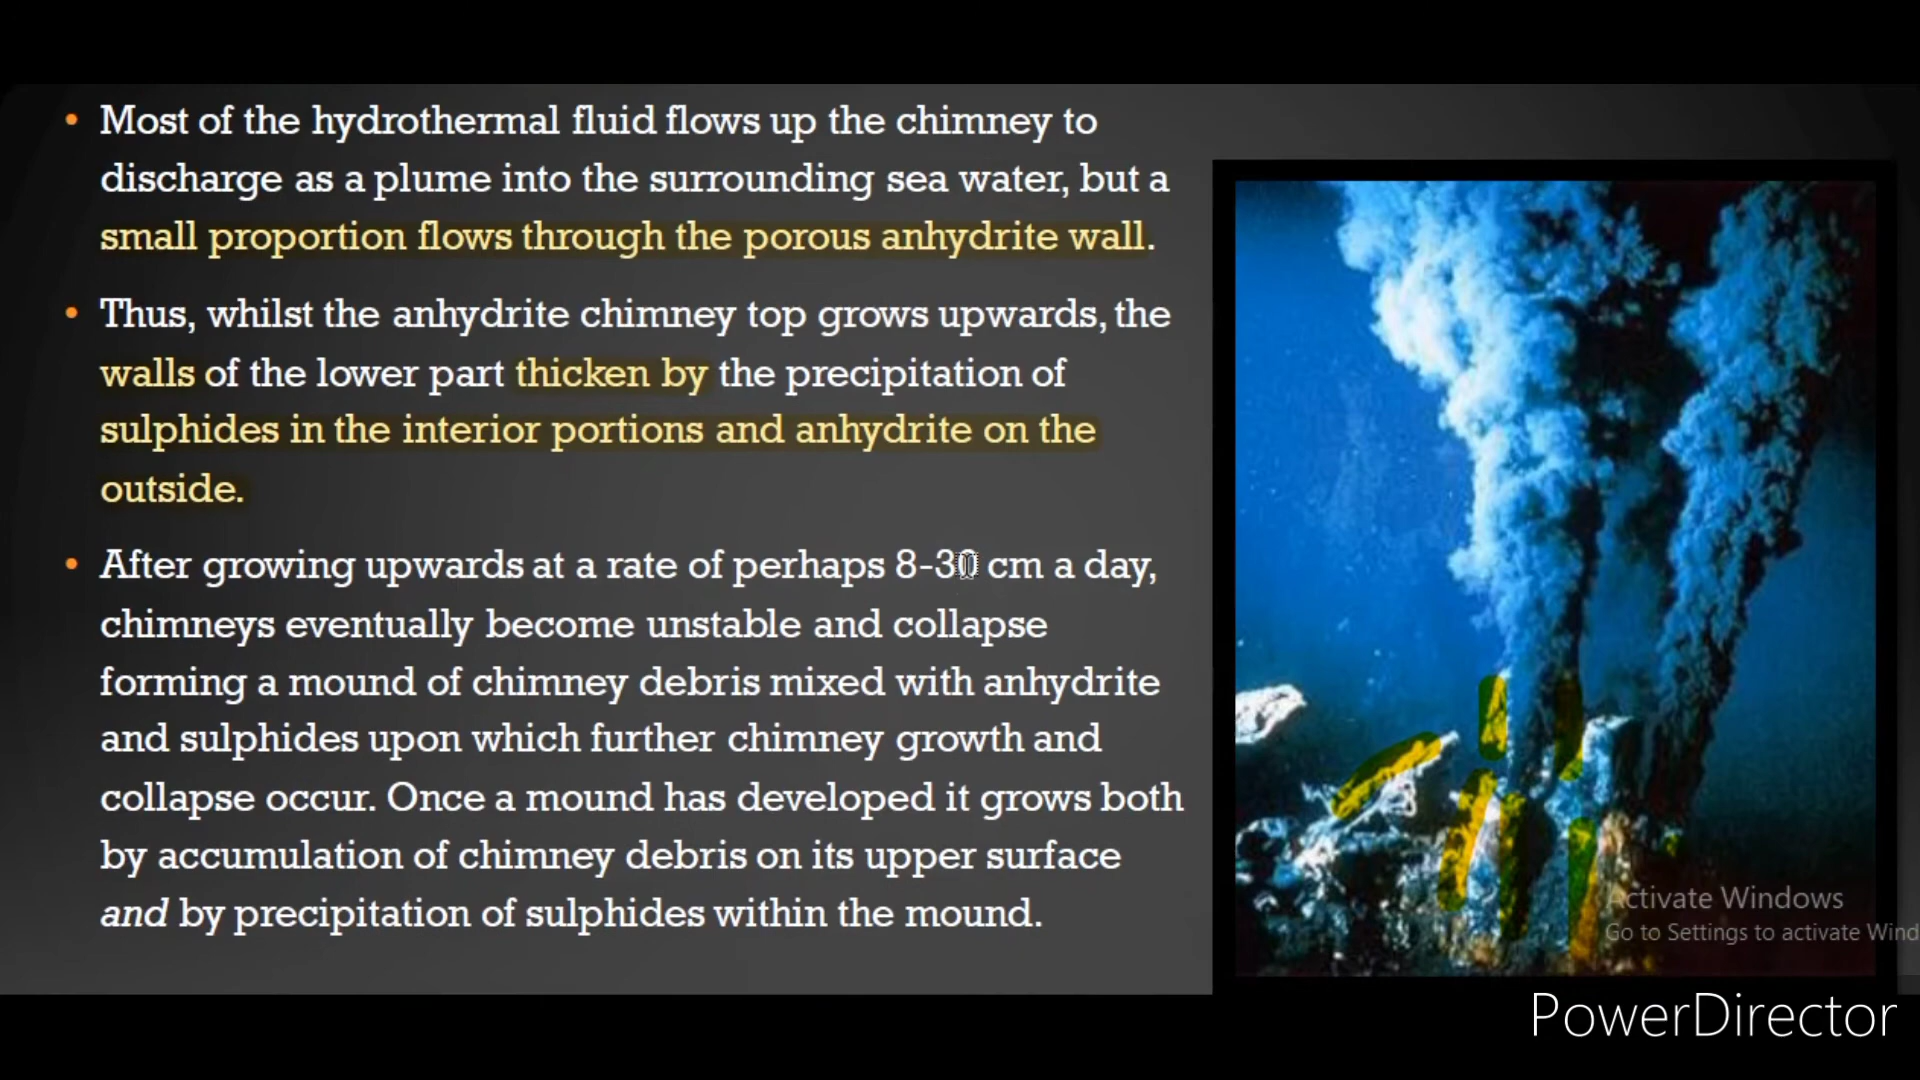 • Most of the hydrothermal fluid flows up the chimney to
discharge as a plume into the surrounding sea water, but a
small proportion flows through the porous anhydrite wall.
• Thus, whilst the anhydrite chimney top grows upwards, the
walls of the lower part thicken by the precipitation of
sulphides in the interior portions and anhydrite on the
outside.
• After growing upwards at a rate of perhaps 8-30 cm a day,
chimneys eventually become unstable and collapse
forming a mound of chimney debris mixed with anhydrite
and sulphides upon which further chimney growth and
collapse occur. Once a mound has developed it grows both
by accumulation of chimney debris on its upper surface
and by precipitation of sulphides within the mound.
Activate Windows
Go to Settings to activate Wind
PowerDirector